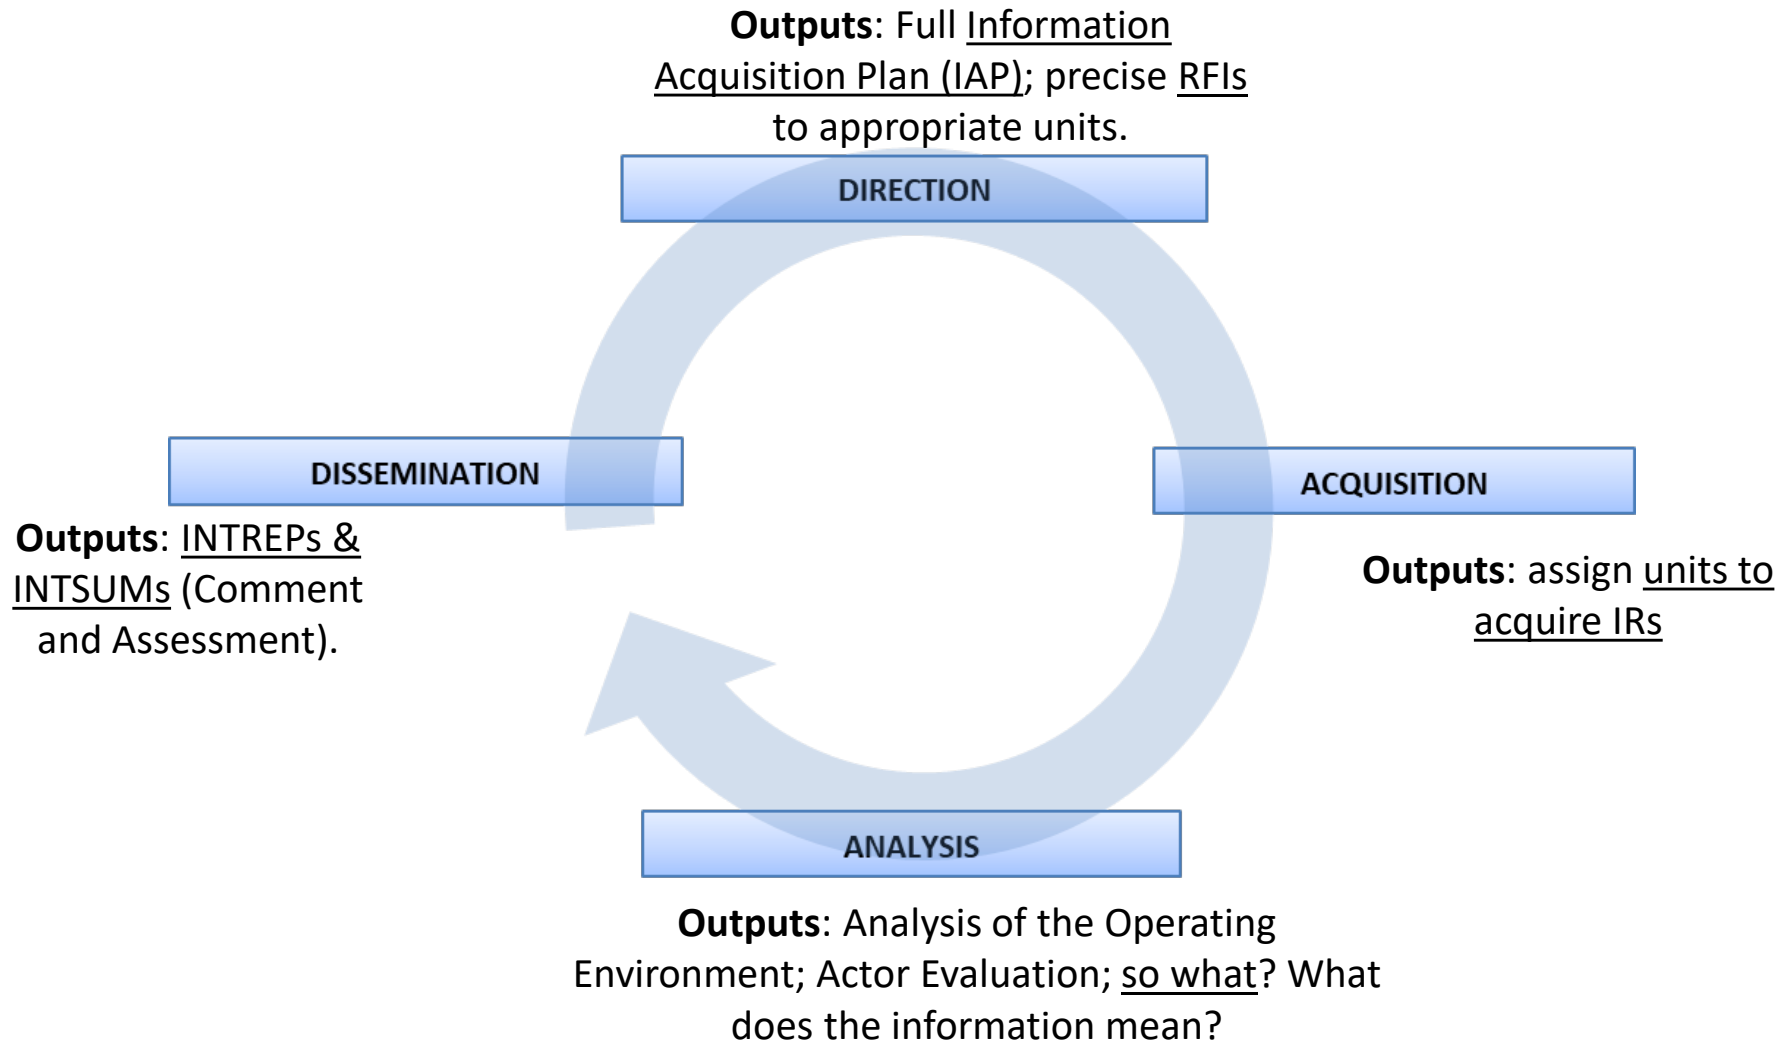 Outputs: Full Information
Acquisition Plan (IAP); precise RFIs
to appropriate units.
DIRECTION
DISSEMINATION
Outputs: INTREPs &
INTSUMs (Comment
and Assessment).
ACQUISITION
Outputs: assign units to
acquire IRs
ANALYSIS
Outputs: Analysis of the Operating
Environment; Actor Evaluation; so what? What
does the information mean?